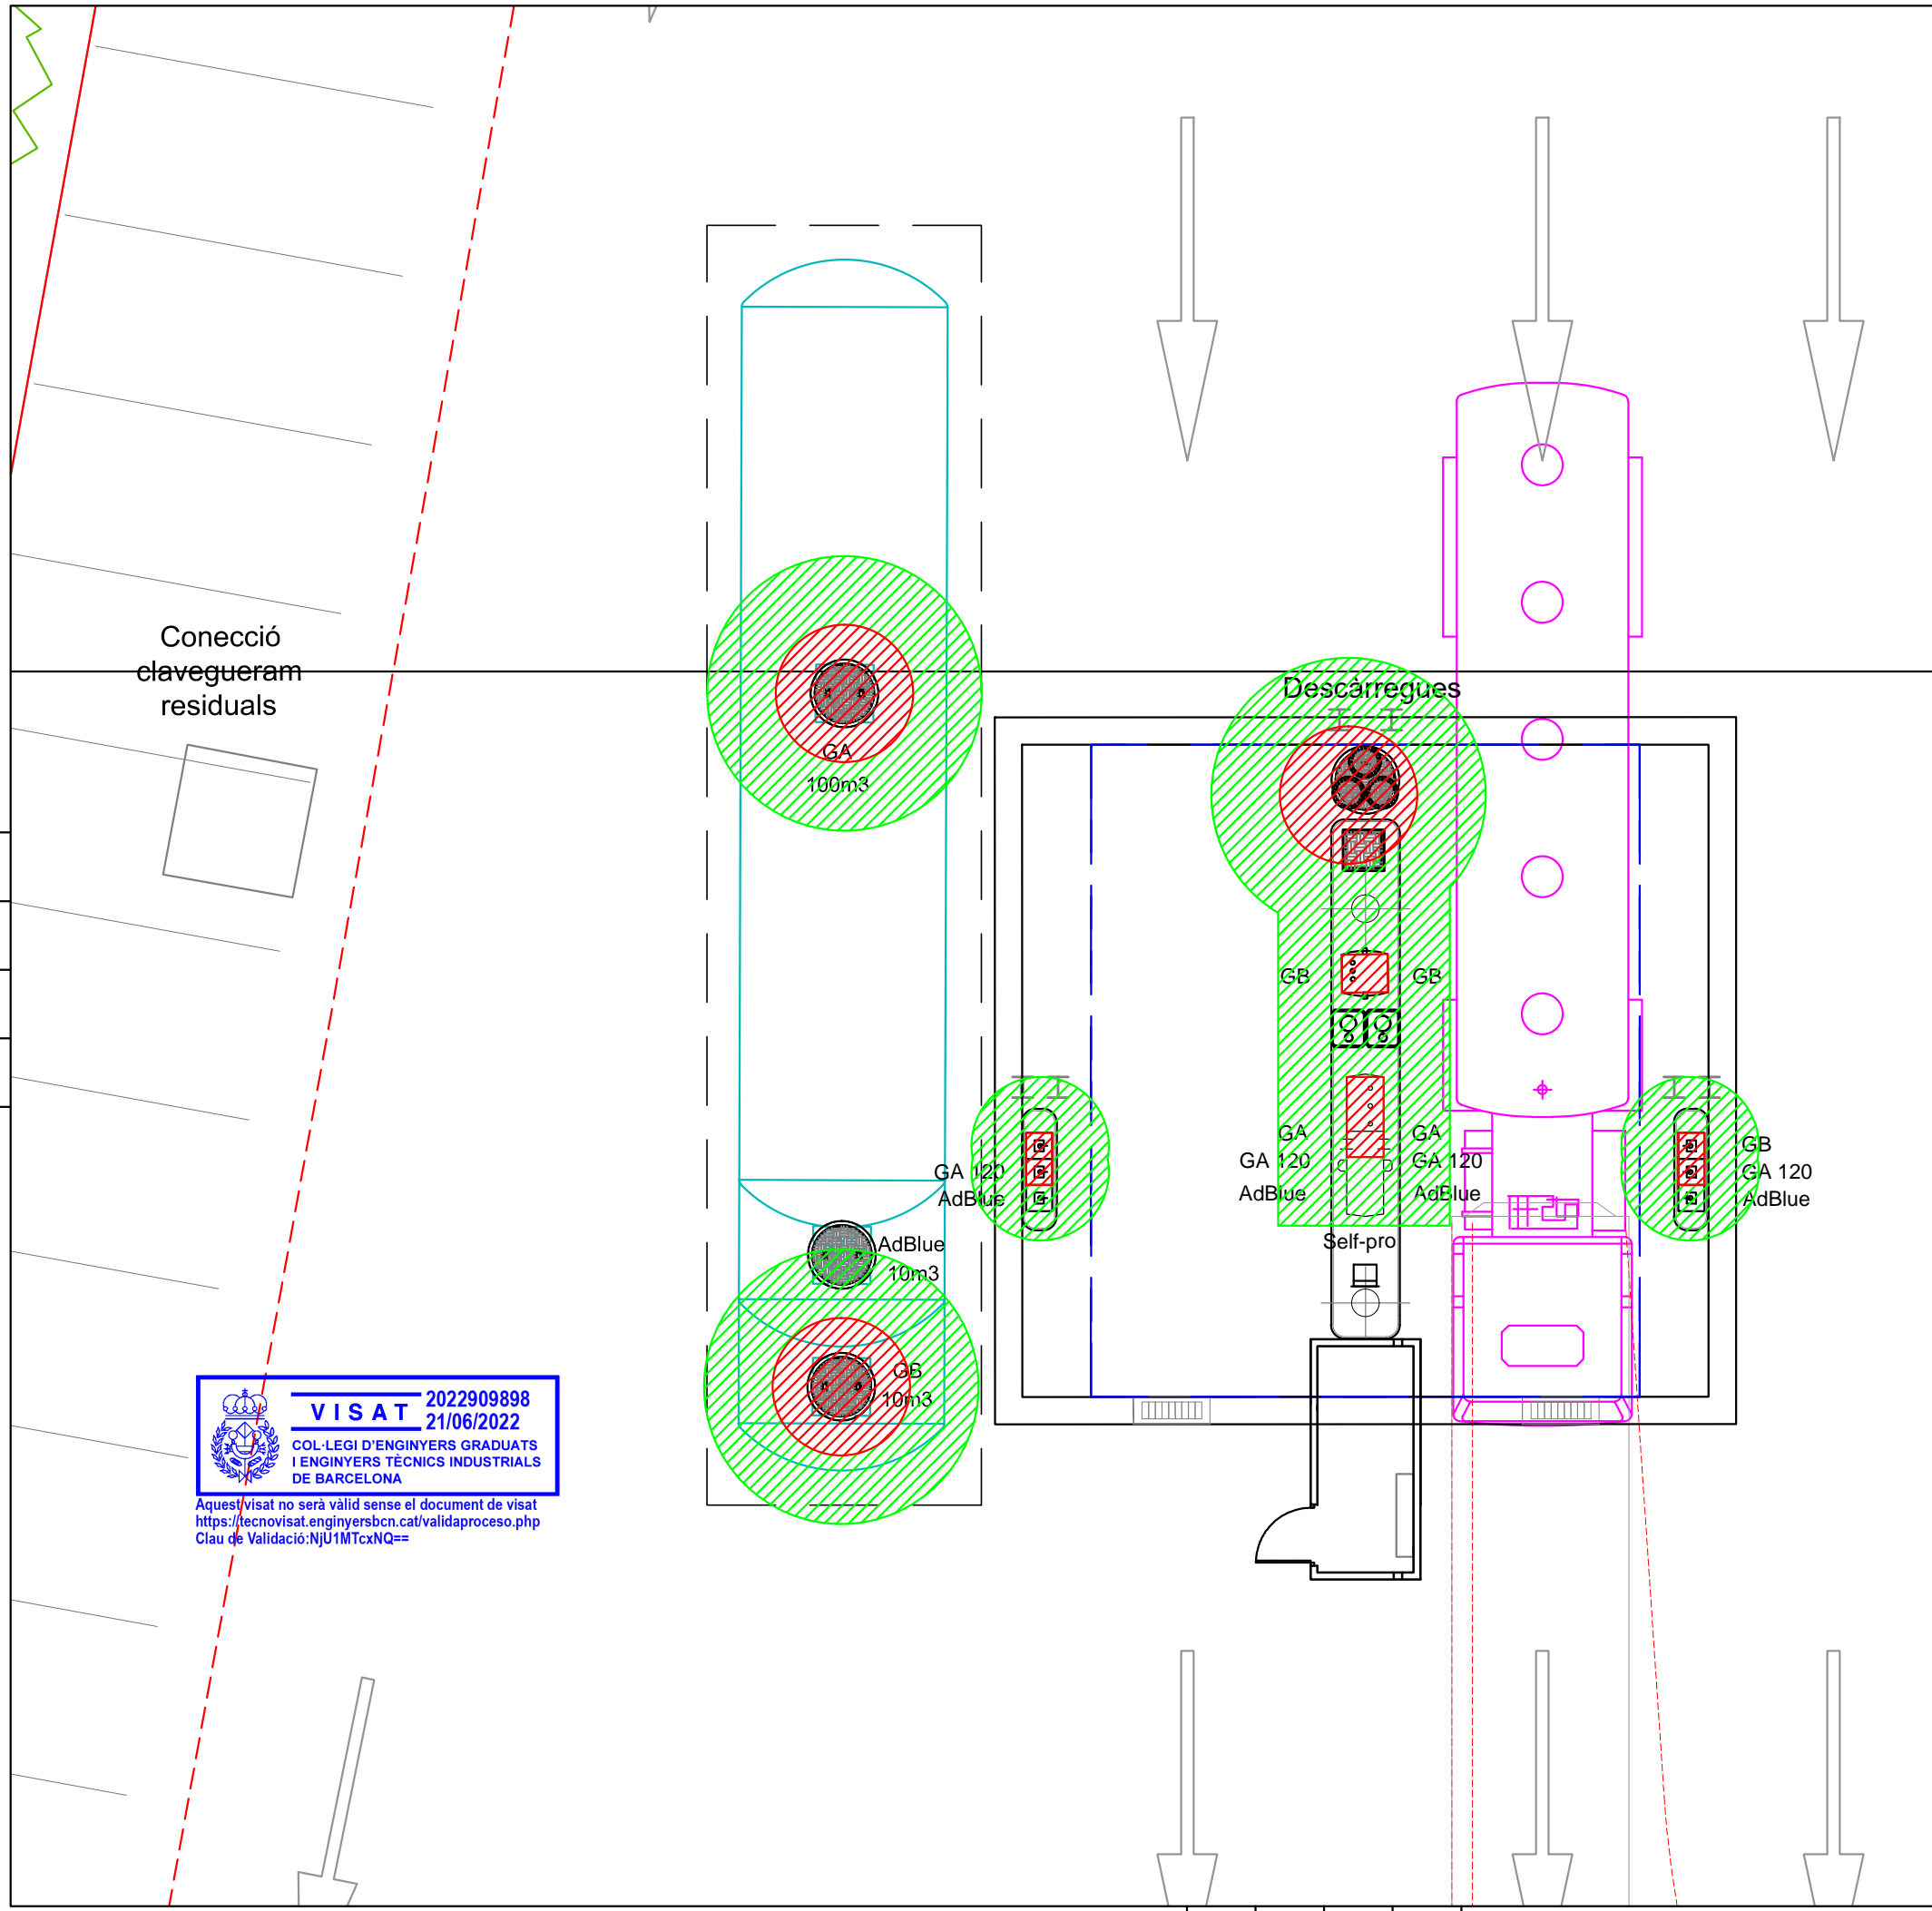 Conecció
clavegueram
residuals
Descàrregues
GA
100m3
GB
GB
GA
GA
GA 120
GA 120
AdBlue
AdBlue
Self-pro
GA 120
AdBlue
GB
GA 120
AdBlue
AdBlue
10m3
GB
10m3
VISAT
2022909898
21/06/2022
COL·LEGI D'ENGINYERS GRADUATS
I ENGINYERS TÈCNICS INDUSTRIALS
DE BARCELONA
Aquest visat no serà vàlid sense el document de visat
https://tecnovisat.enginyersbcn.cat/validaproceso.php
Clau de Validació:NjU1MTcxNQ==